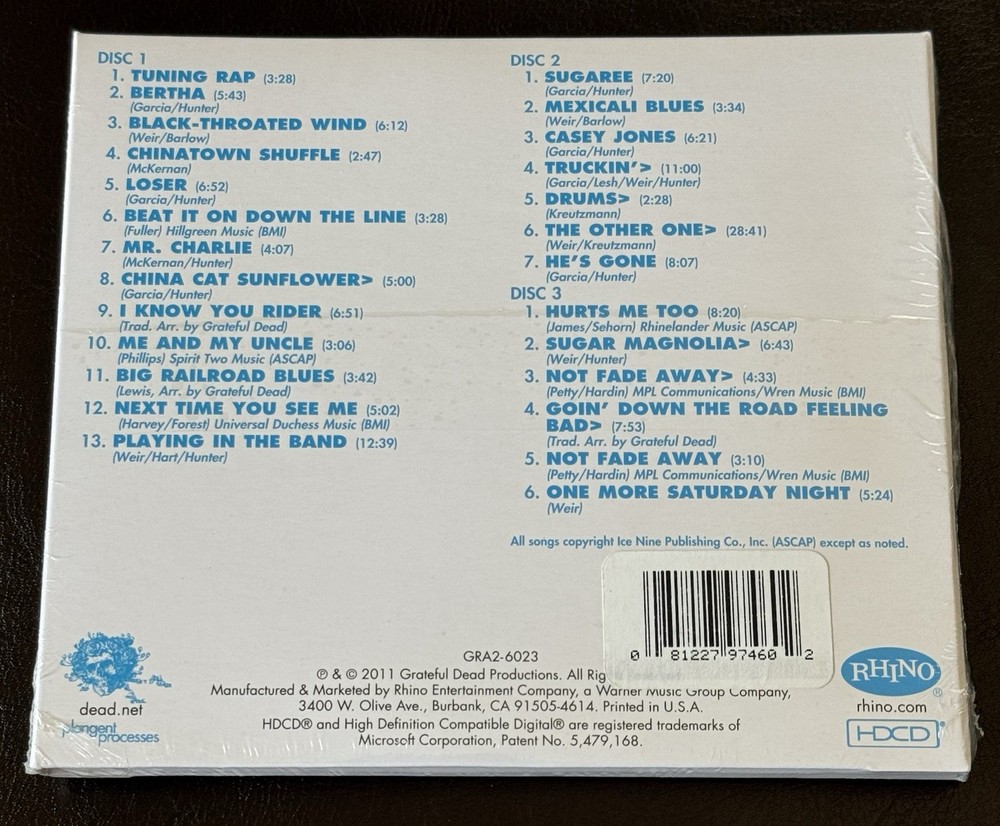 DISC 1
1. TUNING RAP (3:28)
2. BERTHA (5:43)
(Garcia/Hunter)
3. BLACK-THROATED WIND (6:12)
(Weir/Barlow)
4. CHINATOWN SHUFFLE (2:47)
(McKernan)
5. LOSER (6:52)
(Garcia/Hunter)
6. BEAT IT ON DOWN THE LINE (3:28)
(Fuller) Hillgreen Music (BMI)
7. MR. CHARLIE (4:07)
(McKernan/Hunter)
8. CHINA CAT SUNFLOWER> (5:00)
(Garcia/Hunter)
9. I KNOW YOU RIDER (6:51)
(Trad. Arr. by Grateful Dead)
10. ME AND MY UNCLE (3:06)
(Phillips) Spirit Two Music (ASCAP)
11. BIG RAILROAD BLUES (3:42)
(Lewis, Arr. by Grateful Dead)
12. NEXT TIME YOU SEE ME (5:02)
(Harvey/Forest) Universal Duchess Music (BMI)
13. PLAYING IN THE BAND (12:39)
(Weir/Hart/Hunter)
DISC 2
1. SUGAREE (7:20)
(Garcia/Hunter)
2. MEXICALI BLUES (3:34)
(Weir/Barlow)
3. CASEY JONES (6:21)
(Garcia/Hunter)
4. TRUCKIN'> (11:00)
(Garcia/Lesh/Weir/Hunter)
5. DRUMS> (2:28)
(Kreutzmann)
6. THE OTHER ONE> (28:41)
(Weir/Kreutzmann)
7. HE'S GONE (8:07)
(Garcia/Hunter)
DISC 3
1. HURTS ME TOO (8:20)
(James/Sehorn) Rhinelander Music (ASCAP)
2. SUGAR MAGNOLIA> (6:43)
(Weir/Hunter)
3. NOT FADE AWAY> (4:33)
(Petty/Hardin) MPL Communications/Wren Music (BMI)
4. GOIN' DOWN THE ROAD FEELING
BAD> (7:53)
(Trad. Arr. by Grateful Dead)
5. NOT FADE AWAY (3:10)
(Petty/Hardin) MPL Communications/Wren Music (BMI)
6. ONE MORE SATURDAY NIGHT (5:24)
(Weir)
All songs copyright Ice Nine Publishing Co., Inc. (ASCAP) except as noted.
0 81227 97460 2
dead.net
plangent
processes
GRA2-6023
℗ & © 2011 Grateful Dead Productions. All Rig
Manufactured & Marketed by Rhino Entertainment Company, a Warner Music Group Company,
3400 W. Olive Ave., Burbank, CA 91505-4614. Printed in U.S.A.
HDCD® and High Definition Compatible Digital® are registered trademarks of
Microsoft Corporation, Patent No. 5,479,168.
RHINO®
rhino.com
HDCD®